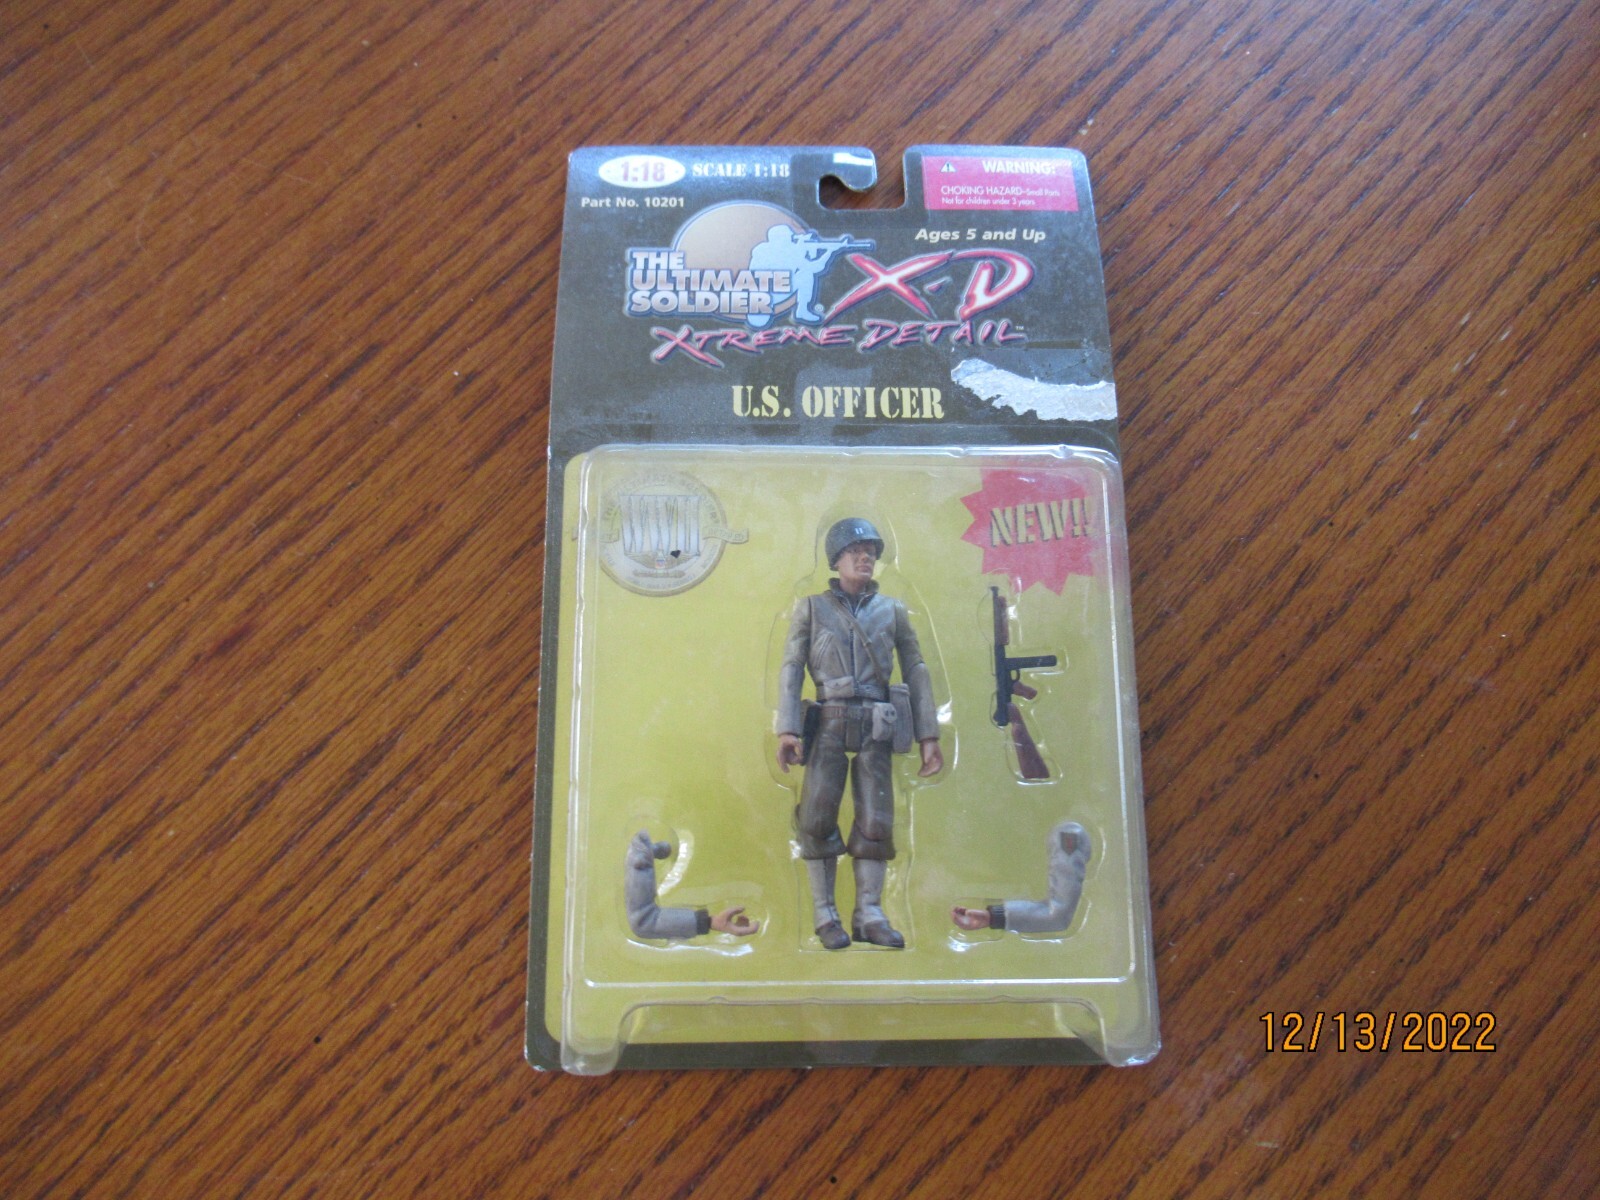 1:18 SCALE 1:18
WARNING:
CHOKING HAZARD-Small Parts
Not for children under 3 years
Part No. 10201
Ages 5 and Up
THE
ULTIMATE
SOLDIER®
X-D
XTREME DETAIL™
U.S. OFFICER
WWII
NEW!!
12/13/2022